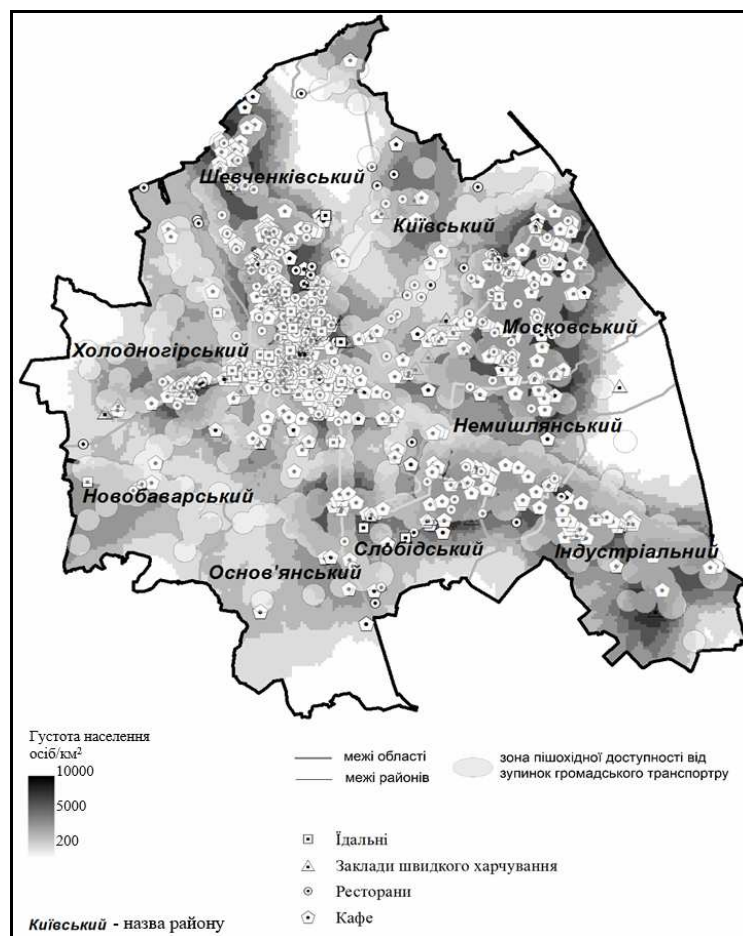 Шевченківський
Київський
Московський
Холодногірський
Немишлянський
Новобаварський
Слобідський
Індустріальний
Основ'янський
Густота населення
осіб/км²
10000
5000
200
межі області
межі районів
зона пішохідної доступності від
зупинок громадського транспортру
Їдальні
Заклади швидкого харчування
Ресторани
Кафе
Київський - назва району